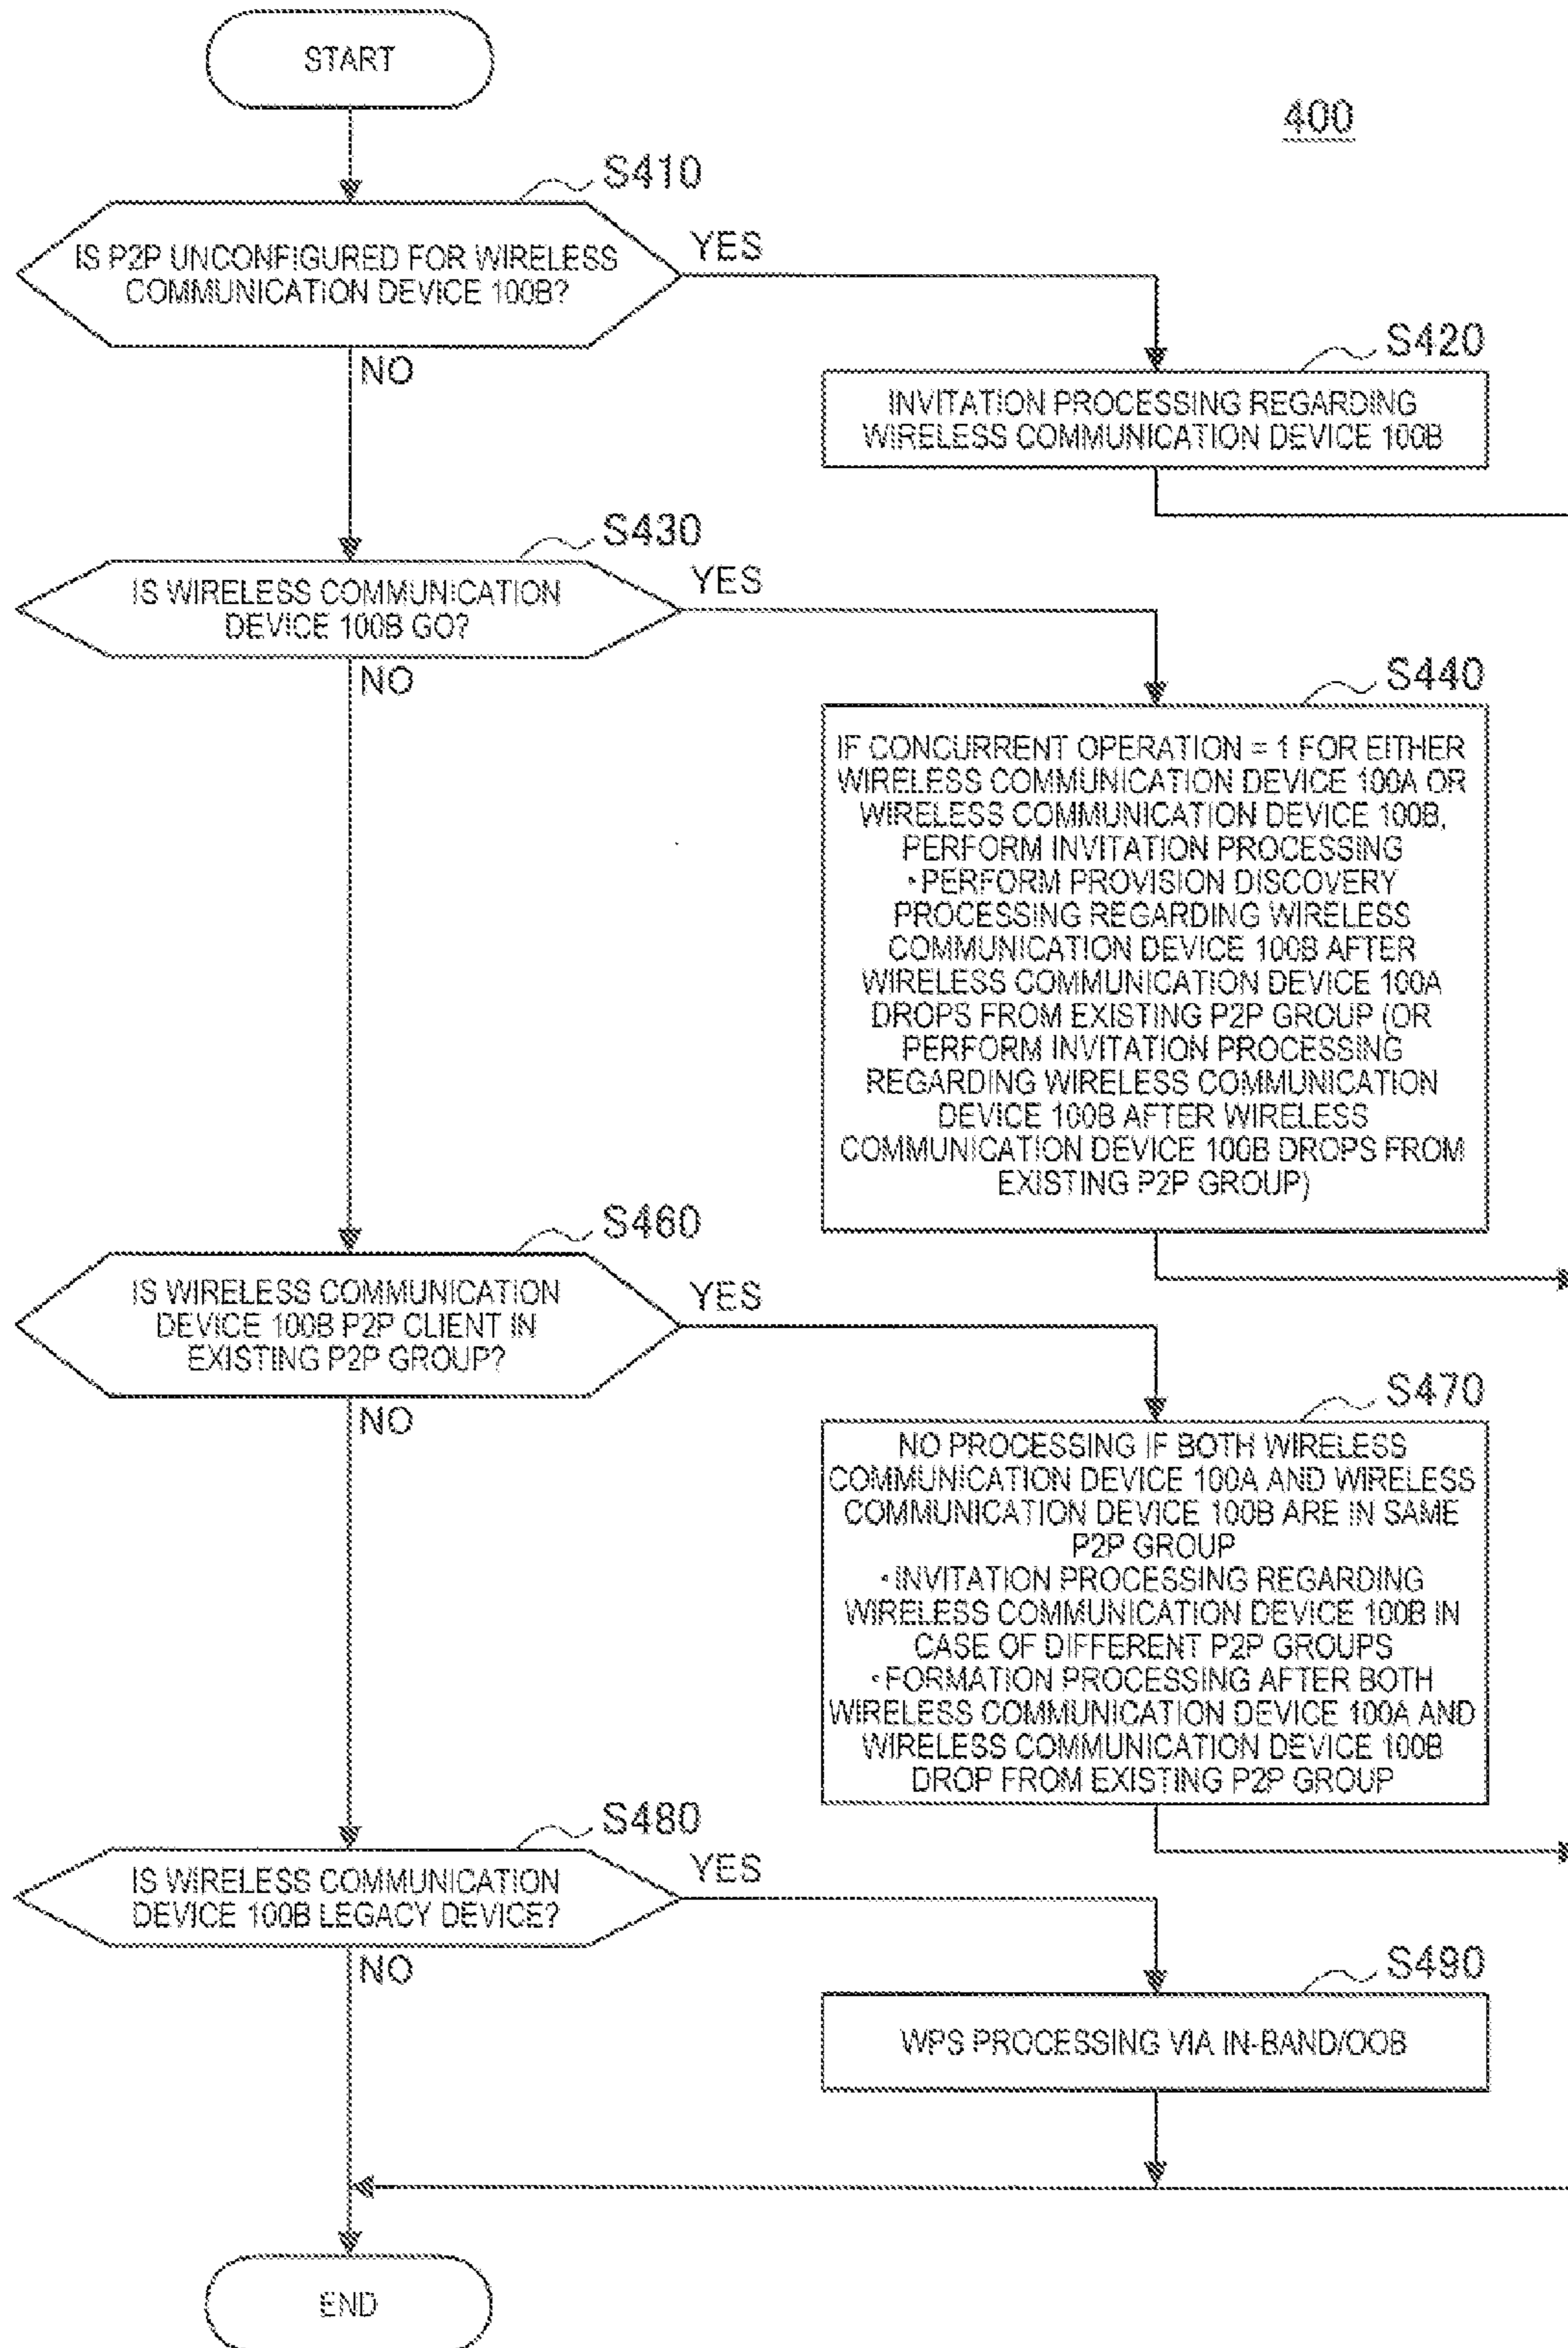 START
400
S410
IS P2P UNCONFIGURED FOR WIRELESS
COMMUNICATION DEVICE 100B?
YES
NO
S420
INVITATION PROCESSING REGARDING
WIRELESS COMMUNICATION DEVICE 100B
S430
IS WIRELESS COMMUNICATION
DEVICE 100B GO?
YES
NO
S440
IF CONCURRENT OPERATION = 1 FOR EITHER
WIRELESS COMMUNICATION DEVICE 100A OR
WIRELESS COMMUNICATION DEVICE 100B,
PERFORM INVITATION PROCESSING
•PERFORM PROVISION DISCOVERY
PROCESSING REGARDING WIRELESS
COMMUNICATION DEVICE 100B AFTER
WIRELESS COMMUNICATION DEVICE 100A
DROPS FROM EXISTING P2P GROUP (OR
PERFORM INVITATION PROCESSING
REGARDING WIRELESS COMMUNICATION
DEVICE 100B AFTER WIRELESS
COMMUNICATION DEVICE 100B DROPS FROM
EXISTING P2P GROUP)
S460
IS WIRELESS COMMUNICATION
DEVICE 100B P2P CLIENT IN
EXISTING P2P GROUP?
YES
NO
S470
NO PROCESSING IF BOTH WIRELESS
COMMUNICATION DEVICE 100A AND WIRELESS
COMMUNICATION DEVICE 100B ARE IN SAME
P2P GROUP
•INVITATION PROCESSING REGARDING
WIRELESS COMMUNICATION DEVICE 100B IN
CASE OF DIFFERENT P2P GROUPS
•FORMATION PROCESSING AFTER BOTH
WIRELESS COMMUNICATION DEVICE 100A AND
WIRELESS COMMUNICATION DEVICE 100B
DROP FROM EXISTING P2P GROUP
S480
IS WIRELESS COMMUNICATION
DEVICE 100B LEGACY DEVICE?
YES
NO
S490
WPS PROCESSING VIA IN-BAND/OOB
END